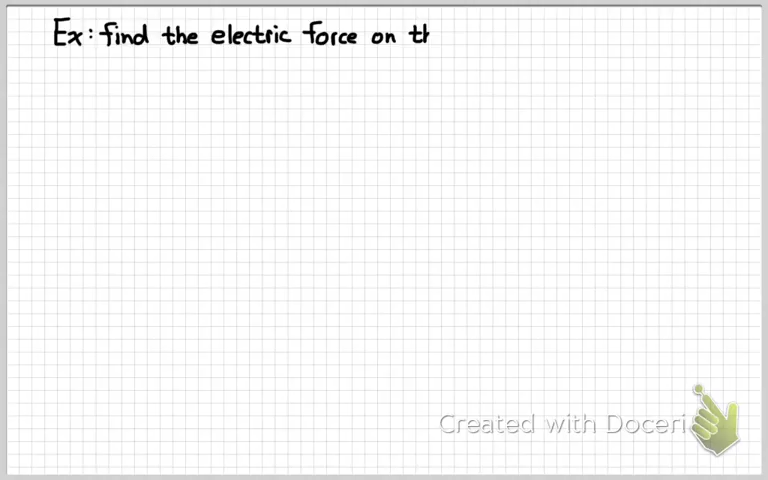 Ex: find the electric force on th
Created with Doceri